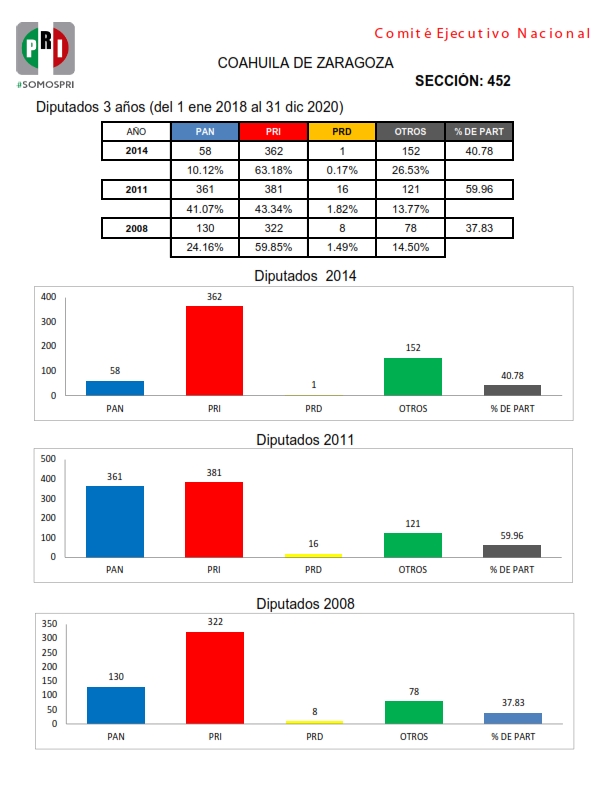 Comité Ejecutivo Nacional
PRI
#SOMOSPRI
COAHUILA DE ZARAGOZA
SECCIÓN: 452
Diputados 3 años (del 1 ene 2018 al 31 dic 2020)
AÑO PAN PRI PRD OTROS % DE PART
2014 58 362 1 152 40.78
10.12% 63.18% 0.17% 26.53%
2011 361 381 16 121 59.96
41.07% 43.34% 1.82% 13.77%
2008 130 322 8 78 37.83
24.16% 59.85% 1.49% 14.50%
Diputados 2014
400
300
200
100
0
58 362 1 152 40.78
PAN PRI PRD OTROS % DE PART
Diputados 2011
500
400
300
200
100
0
361 381 16 121 59.96
PAN PRI PRD OTROS % DE PART
Diputados 2008
350
300
250
200
150
100
50
0
130 322 8 78 37.83
PAN PRI PRD OTROS % DE PART